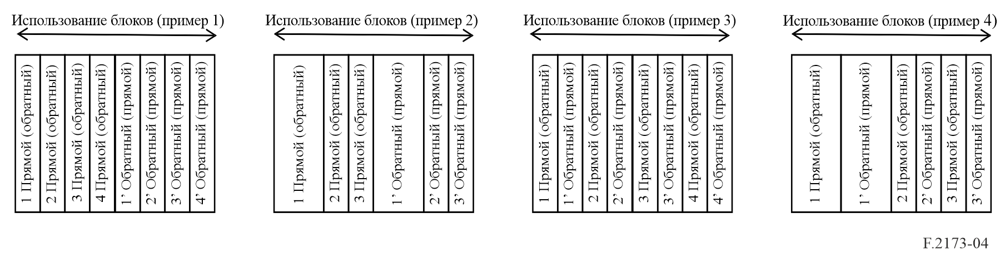 Использование блоков (пример 1)
1 Прямой (обратный)
2 Прямой (обратный)
3 Прямой (обратный)
4 Прямой (обратный)
1’ Обратный (прямой)
2’ Обратный (прямой)
3’ Обратный (прямой)
4’ Обратный (прямой)
Использование блоков (пример 2)
1 Прямой (обратный)
2 Прямой (обратный)
3 Прямой (обратный)
1’ Обратный (прямой)
2’ Обратный (прямой)
3’ Обратный (прямой)
Использование блоков (пример 3)
1 Прямой (обратный)
1’ Обратный (прямой)
2 Прямой (обратный)
2’ Обратный (прямой)
3 Прямой (обратный)
3’ Обратный (прямой)
4 Прямой (обратный)
4’ Обратный (прямой)
Использование блоков (пример 4)
1 Прямой (обратный)
1’ Обратный (прямой)
2 Прямой (обратный)
2’ Обратный (прямой)
3 Прямой (обратный)
3’ Обратный (прямой)
F.2173-04